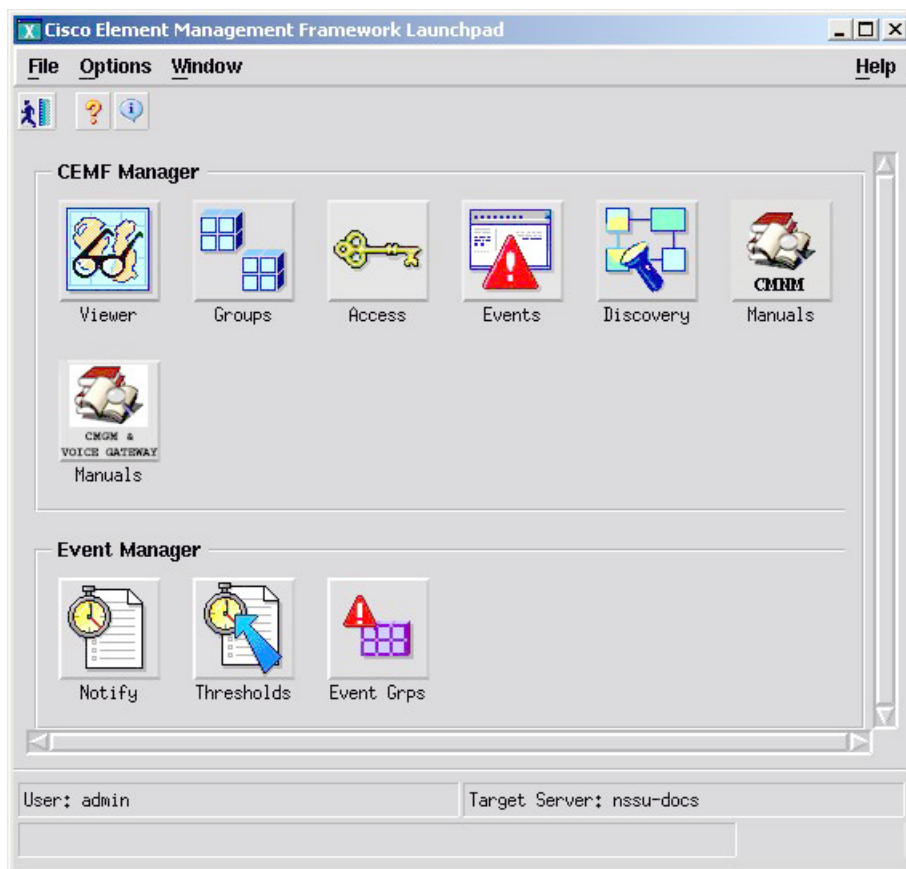 Cisco Element Management Framework Launchpad
File Options Window Help
CEMF Manager
Viewer Groups Access Events Discovery CMNM Manuals
CMGM &
VOICE GATEWAY
Manuals
Event Manager
Notify Thresholds Event Grps
User: admin Target Server: nssu-docs